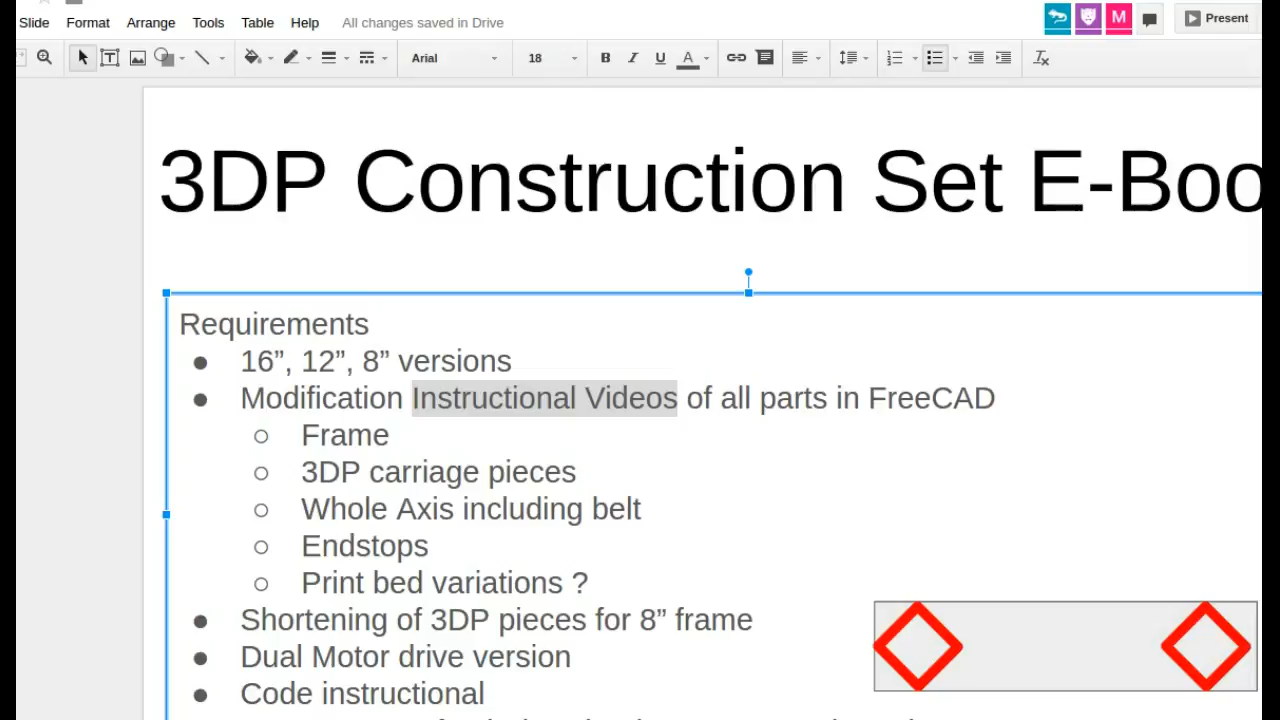 Slide Format Arrange Tools Table Help All changes saved in Drive M Present
Arial 18 B I U A
3DP Construction Set E-Boo
Requirements
● 16”, 12”, 8” versions
● Modification Instructional Videos of all parts in FreeCAD
○ Frame
○ 3DP carriage pieces
○ Whole Axis including belt
○ Endstops
○ Print bed variations ?
● Shortening of 3DP pieces for 8” frame
● Dual Motor drive version
● Code instructional